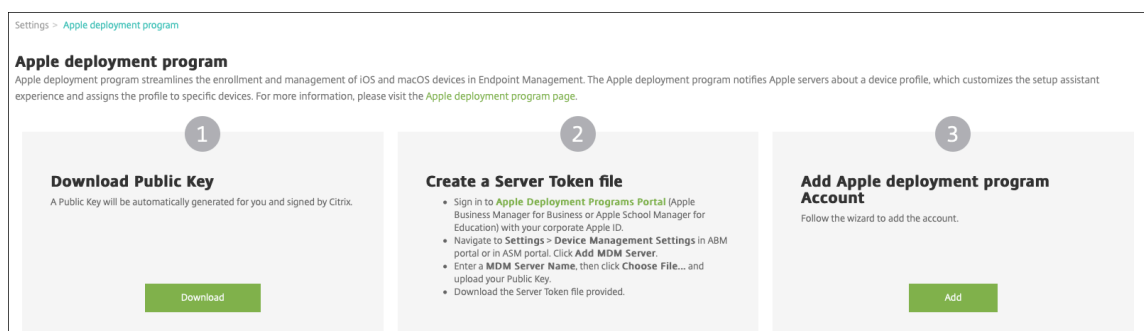 Settings > Apple deployment program
Apple deployment program
Apple deployment program streamlines the enrollment and management of iOS and macOS devices in Endpoint Management. The Apple deployment program notifies Apple servers about a device profile, which customizes the setup assistant
experience and assigns the profile to specific devices. For more information, please visit the Apple deployment program page.
1
Download Public Key
A Public Key will be automatically generated for you and signed by Citrix.
Download
2
Create a Server Token file
• Sign in to Apple Deployment Programs Portal (Apple
Business Manager for Business or Apple School Manager for
Education) with your corporate Apple ID.
• Navigate to Settings > Device Management Settings in ABM
portal or in ASM portal. Click Add MDM Server.
• Enter a MDM Server Name, then click Choose File... and
upload your Public Key.
• Download the Server Token file provided.
3
Add Apple deployment program
Account
Follow the wizard to add the account.
Add